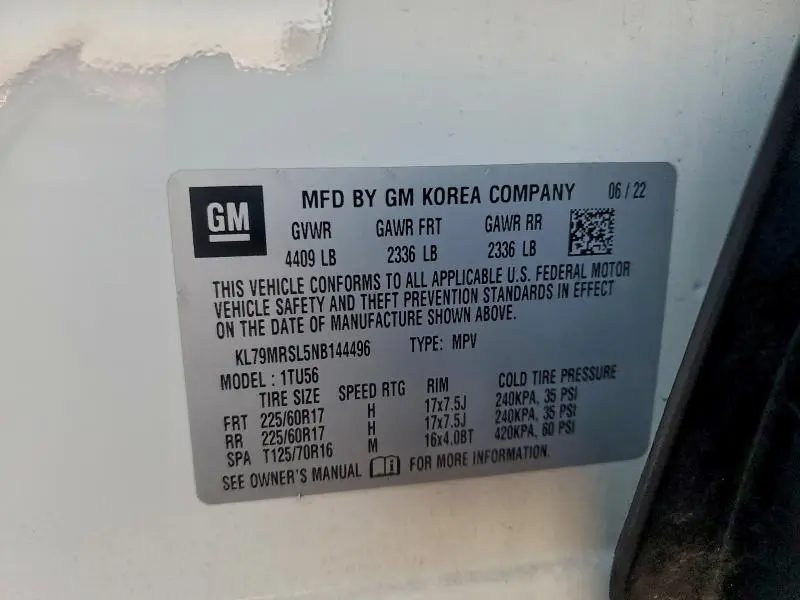 GM
MFD BY GM KOREA COMPANY 06 / 22
GVWR GAWR FRT GAWR RR
4409 LB 2336 LB 2336 LB
THIS VEHICLE CONFORMS TO ALL APPLICABLE U.S. FEDERAL MOTOR
VEHICLE SAFETY AND THEFT PREVENTION STANDARDS IN EFFECT
ON THE DATE OF MANUFACTURE SHOWN ABOVE.
KL79MRSL5NB144496 TYPE: MPV
MODEL : 1TU56
TIRE SIZE SPEED RTG RIM COLD TIRE PRESSURE
FRT 225/60R17 H 17x7.5J 240KPA, 35 PSI
RR 225/60R17 H 17x7.5J 240KPA, 35 PSI
SPA T125/70R16 M 16x4.0BT 420KPA, 60 PSI
SEE OWNER'S MANUAL FOR MORE INFORMATION.